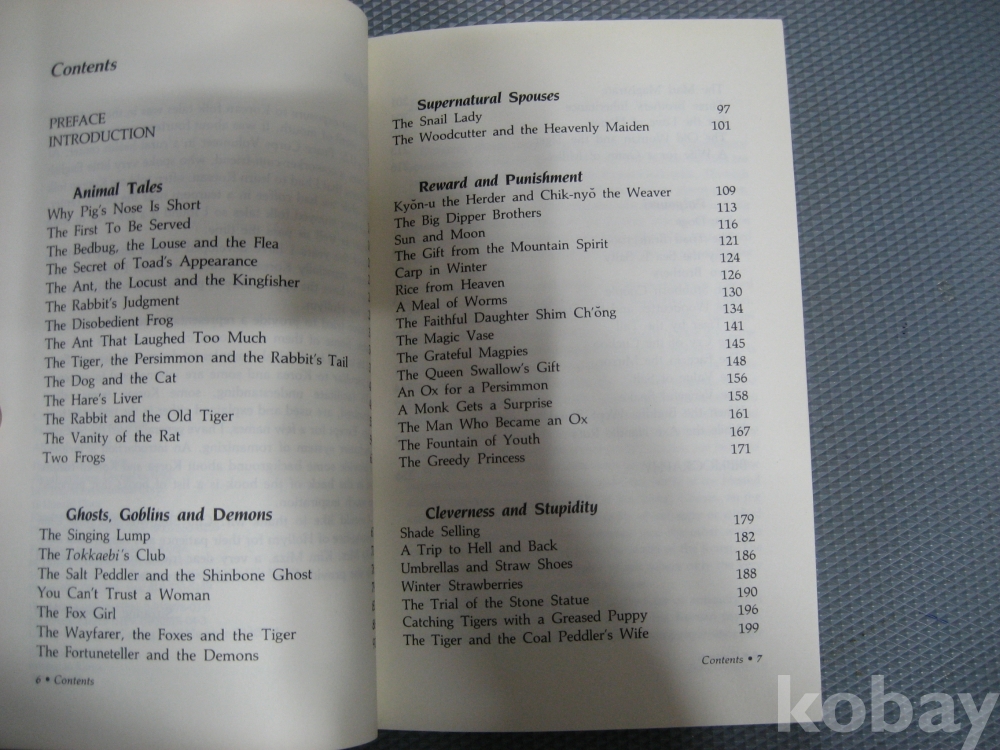 Contents
PREFACE
INTRODUCTION
Animal Tales
Why Pig's Nose Is Short
The First To Be Served
The Bedbug, the Louse and the Flea
The Secret of Toad's Appearance
The Ant, the Locust and the Kingfisher
The Rabbit's Judgment
The Disobedient Frog
The Ant That Laughed Too Much
The Tiger, the Persimmon and the Rabbit's Tail
The Dog and the Cat
The Hare's Liver
The Rabbit and the Old Tiger
The Vanity of the Rat
Two Frogs
Ghosts, Goblins and Demons
The Singing Lump
The Tokkaebi's Club
The Salt Peddler and the Shinbone Ghost
You Can't Trust a Woman
The Fox Girl
The Wayfarer, the Foxes and the Tiger
The Fortuneteller and the Demons
6 • Contents
Supernatural Spouses
The Snail Lady 97
The Woodcutter and the Heavenly Maiden 101
Reward and Punishment
Kyŏn-u the Herder and Chik-nyŏ the Weaver 109
The Big Dipper Brothers 113
Sun and Moon 116
The Gift from the Mountain Spirit 121
Carp in Winter 124
Rice from Heaven 126
A Meal of Worms 130
The Faithful Daughter Shim Ch'ŏng 134
The Magic Vase 141
The Grateful Magpies 145
The Queen Swallow's Gift 148
An Ox for a Persimmon 156
A Monk Gets a Surprise 158
The Man Who Became an Ox 161
The Fountain of Youth 167
The Greedy Princess 171
Cleverness and Stupidity
Shade Selling 179
A Trip to Hell and Back 182
Umbrellas and Straw Shoes 186
Winter Strawberries 188
The Trial of the Stone Statue 190
Catching Tigers with a Greased Puppy 196
The Tiger and the Coal Peddler's Wife 199
Contents • 7
kobay